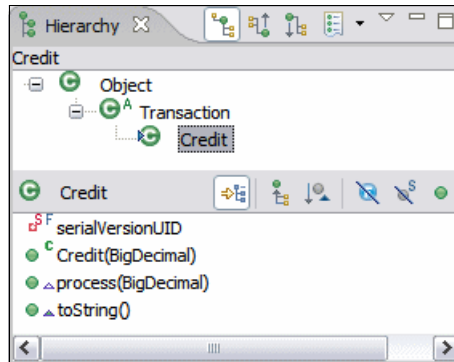 Hierarchy
Credit
Object
A Transaction
Credit
Credit
S
S F serialVersionUID
C Credit(BigDecimal)
process(BigDecimal)
toString()